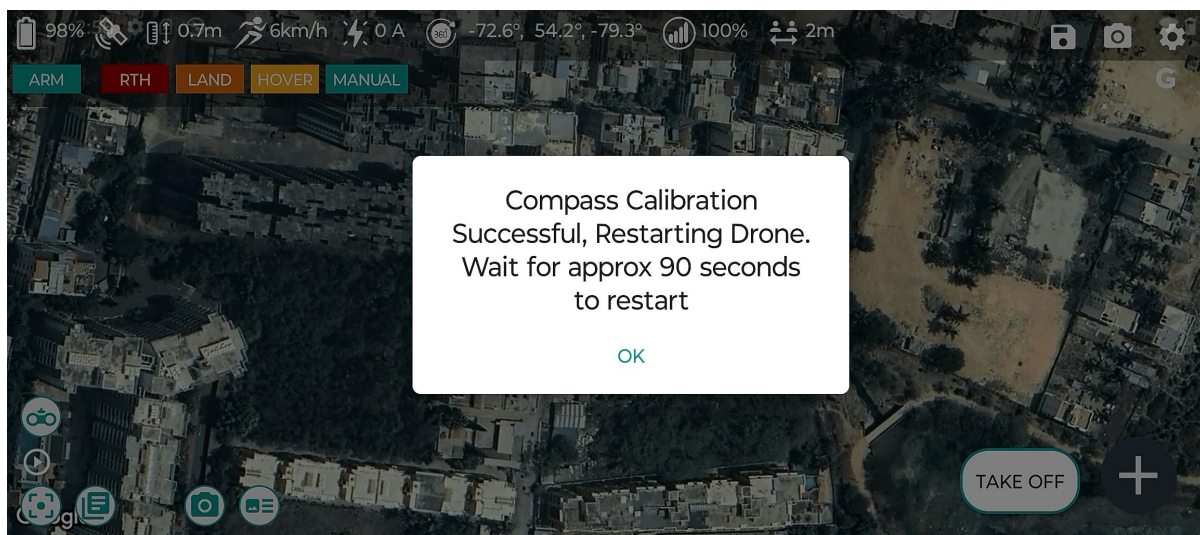 98% 0.7m 6km/h 0 A 360° -72.6°, 54.2°, -79.3° 100% 2m
ARM RTH LAND HOVER MANUAL G
Compass Calibration
Successful, Restarting Drone.
Wait for approx 90 seconds
to restart
OK
TAKE OFF